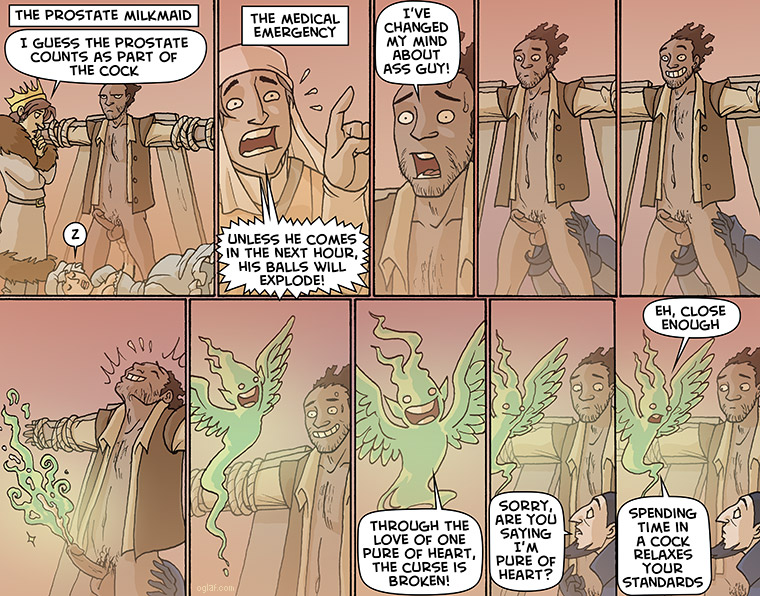 THE PROSTATE MILKMAID
I GUESS THE PROSTATE
COUNTS AS PART OF
THE COCK
Z
THE MEDICAL
EMERGENCY
UNLESS HE COMES
IN THE NEXT HOUR,
HIS BALLS WILL
EXPLODE!
I'VE
CHANGED
MY MIND
ABOUT
ASS GUY!
oglaf.com
THROUGH THE
LOVE OF ONE
PURE OF HEART,
THE CURSE IS
BROKEN!
SORRY,
ARE YOU
SAYING
I'M
PURE OF
HEART?
EH, CLOSE
ENOUGH
SPENDING
TIME IN
A COCK
RELAXES
YOUR
STANDARDS